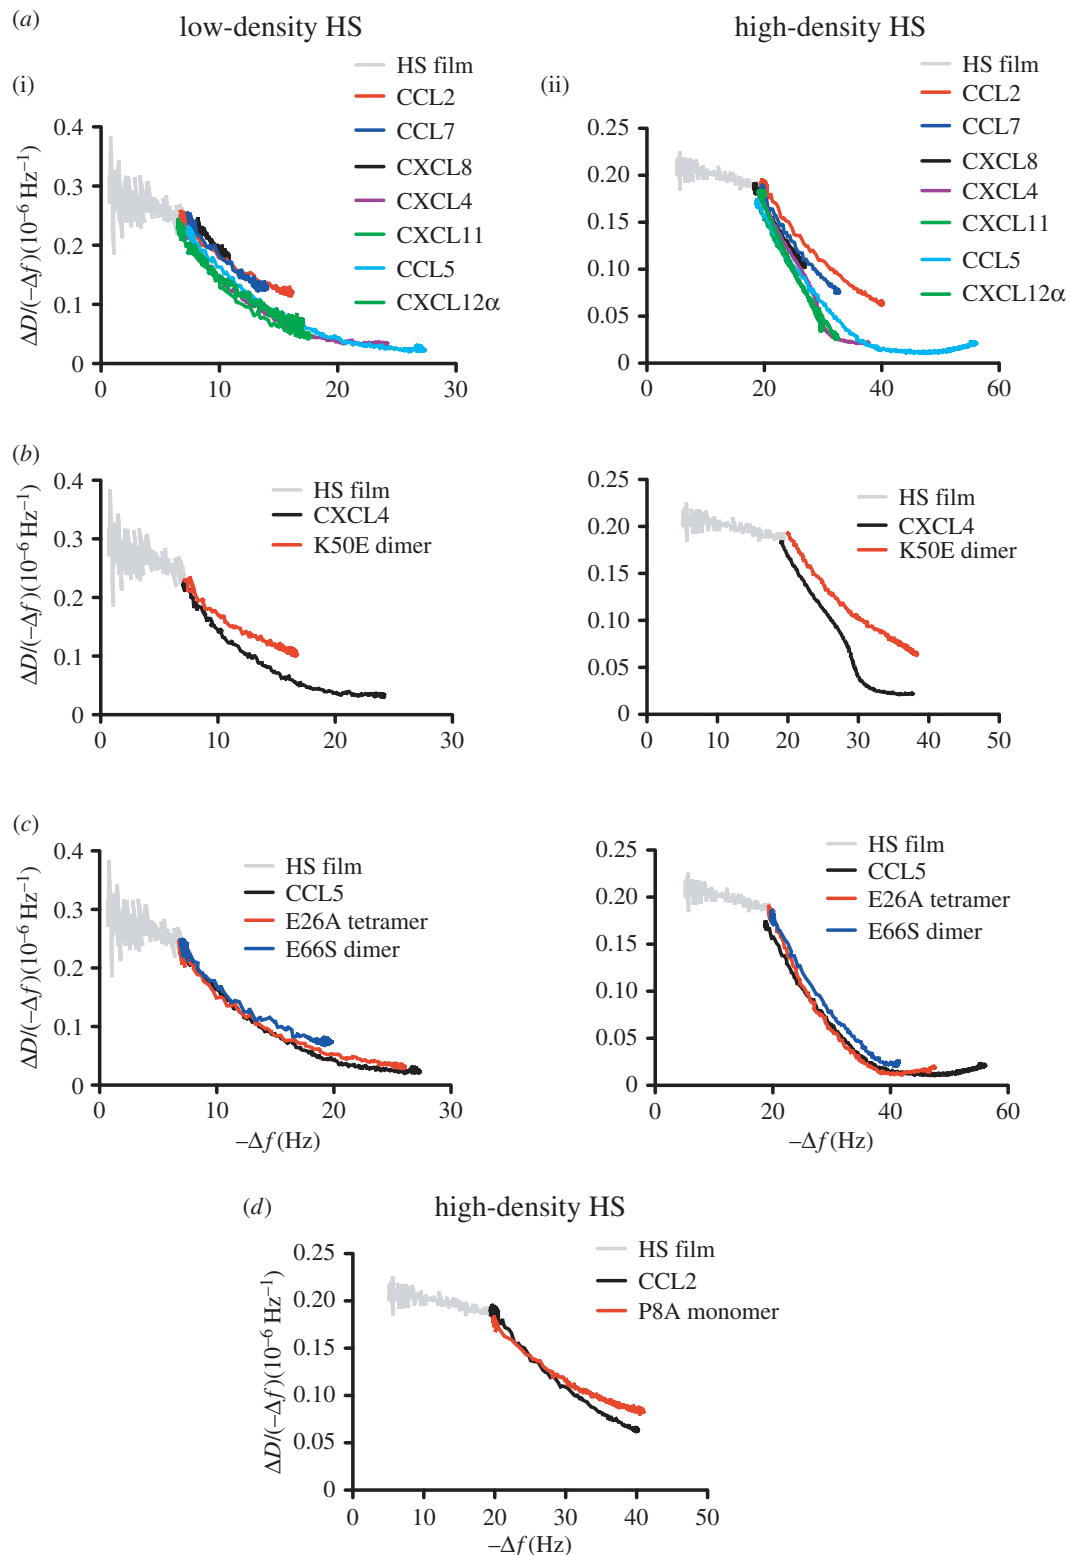 (a)
low-density HS
high-density HS
(i)
HS film
CCL2
CCL7
CXCL8
CXCL4
CXCL11
CCL5
CXCL12α
ΔD/(−Δf)(10⁻⁶ Hz⁻¹)
0.4
0.3
0.2
0.1
0
0
10
20
30
(ii)
HS film
CCL2
CCL7
CXCL8
CXCL4
CXCL11
CCL5
CXCL12α
0.25
0.20
0.15
0.10
0.05
0
0
20
40
60
(b)
HS film
CXCL4
K50E dimer
ΔD/(−Δf)(10⁻⁶ Hz⁻¹)
0.4
0.3
0.2
0.1
0
0
10
20
30
HS film
CXCL4
K50E dimer
0.25
0.20
0.15
0.10
0.05
0
0
10
20
30
40
50
(c)
HS film
CCL5
E26A tetramer
E66S dimer
ΔD/(−Δf)(10⁻⁶ Hz⁻¹)
0.4
0.3
0.2
0.1
0
0
10
20
30
−Δf(Hz)
HS film
CCL5
E26A tetramer
E66S dimer
0.25
0.20
0.15
0.10
0.05
0
0
20
40
60
−Δf(Hz)
(d)
high-density HS
HS film
CCL2
P8A monomer
ΔD/(−Δf)(10⁻⁶ Hz⁻¹)
0.25
0.20
0.15
0.10
0.05
0
0
10
20
30
40
50
−Δf(Hz)